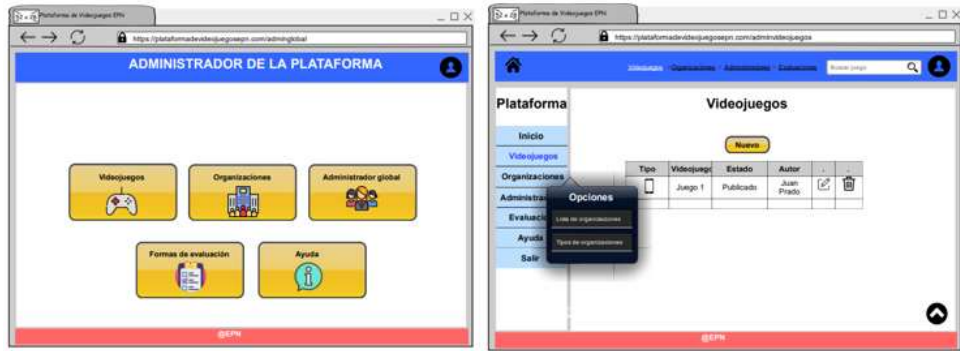 Plataforma de Videojuegos EPN
https://plataformadevideojuegosepn.com/adminglobal
ADMINISTRADOR DE LA PLATAFORMA
Videojuegos
Organizaciones
Administrador global
Formas de evaluación
Ayuda
@EPN
Plataforma de Videojuegos EPN
https://plataformadevideojuegosepn.com/adminvideojuegos
Videojuegos Organizaciones Administradores Evaluaciones
Buscar juego
Plataforma
Inicio
Videojuegos
Organizaciones
Administra
Evaluacio
Ayuda
Salir
Opciones
Lista de organizaciones
Tipos de organizaciones
Videojuegos
Nuevo
Tipo Videojuego Estado Autor . .
Juego 1 Publicado Juan
Prado
@EPN